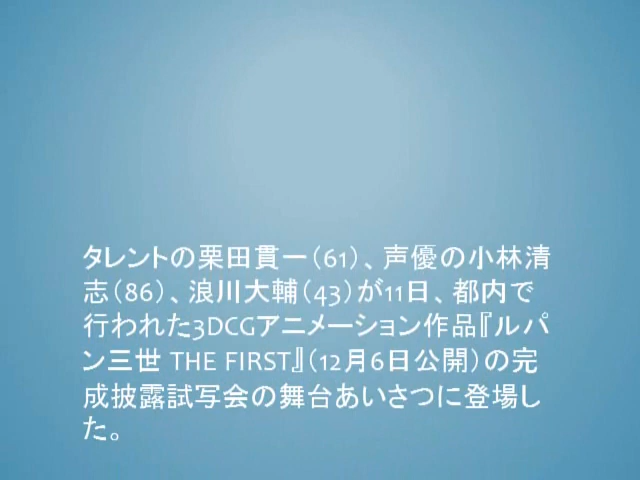 タレントの栗田貫一（61）、声優の小林清
志（86）、浪川大輔（43）が11日、都内で
行われた3DCGアニメーション作品『ルパ
ン三世 THE FIRST』（12月6日公開）の完
成披露試写会の舞台あいさつに登場し
た。